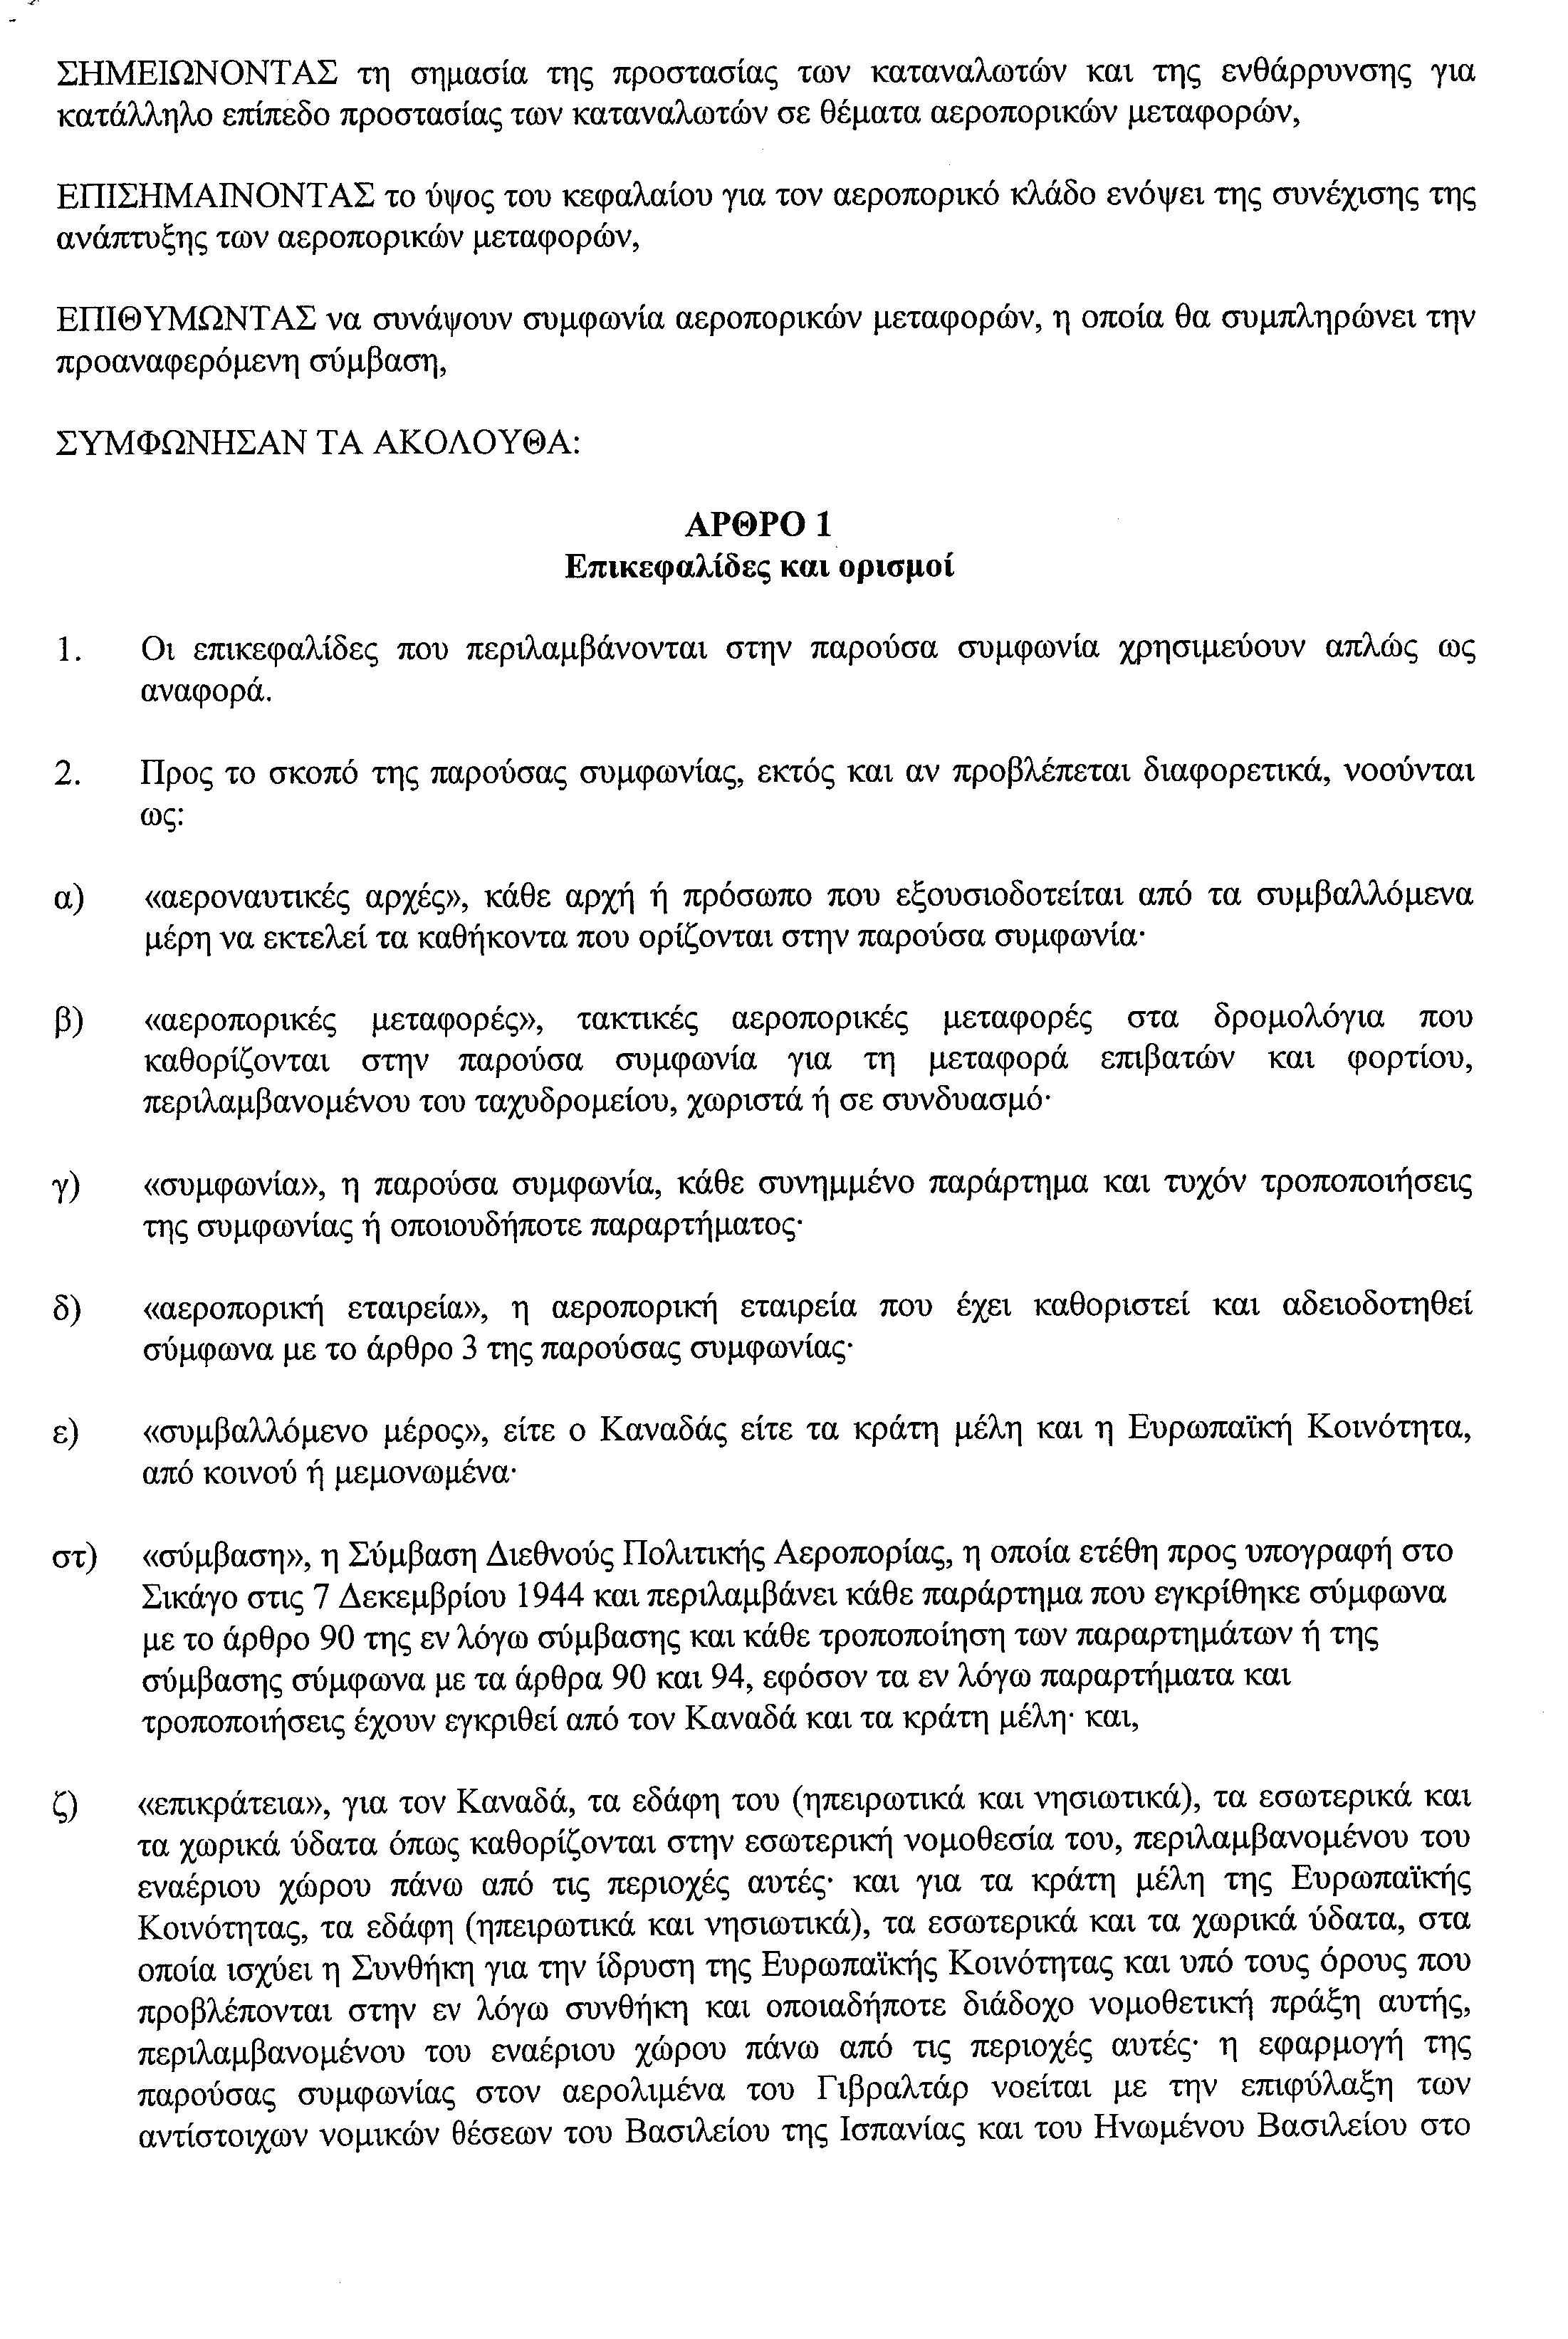 ΣΗΜΕΙΩΝΟΝΤΑΣ τη σημασία της προστασίας των καταναλωτών και της ενθάρρυνσης για
κατάλληλο επίπεδο προστασίας των καταναλωτών σε θέματα αεροπορικών μεταφορών,
ΕΠΙΣΗΜΑΙΝΟΝΤΑΣ το ύψος του κεφαλαίου για τον αεροπορικό κλάδο ενόψει της συνέχισης της
ανάπτυξης των αεροπορικών μεταφορών,
ΕΠΙΘΥΜΩΝΤΑΣ να συνάψουν συμφωνία αεροπορικών μεταφορών, η οποία θα συμπληρώνει την
προαναφερόμενη σύμβαση,
ΣΥΜΦΩΝΗΣΑΝ ΤΑ ΑΚΟΛΟΥΘΑ:
ΑΡΘΡΟ 1
Επικεφαλίδες και ορισμοί
1. Οι επικεφαλίδες που περιλαμβάνονται στην παρούσα συμφωνία χρησιμεύουν απλώς ως
αναφορά.
2. Προς το σκοπό της παρούσας συμφωνίας, εκτός και αν προβλέπεται διαφορετικά, νοούνται
ως:
α) «αεροναυτικές αρχές», κάθε αρχή ή πρόσωπο που εξουσιοδοτείται από τα συμβαλλόμενα
μέρη να εκτελεί τα καθήκοντα που ορίζονται στην παρούσα συμφωνία·
β) «αεροπορικές μεταφορές», τακτικές αεροπορικές μεταφορές στα δρομολόγια που
καθορίζονται στην παρούσα συμφωνία για τη μεταφορά επιβατών και φορτίου,
περιλαμβανομένου του ταχυδρομείου, χωριστά ή σε συνδυασμό·
γ) «συμφωνία», η παρούσα συμφωνία, κάθε συνημμένο παράρτημα και τυχόν τροποποιήσεις
της συμφωνίας ή οποιουδήποτε παραρτήματος·
δ) «αεροπορική εταιρεία», η αεροπορική εταιρεία που έχει καθοριστεί και αδειοδοτηθεί
σύμφωνα με το άρθρο 3 της παρούσας συμφωνίας·
ε) «συμβαλλόμενο μέρος», είτε ο Καναδάς είτε τα κράτη μέλη και η Ευρωπαϊκή Κοινότητα,
από κοινού ή μεμονωμένα·
στ) «σύμβαση», η Σύμβαση Διεθνούς Πολιτικής Αεροπορίας, η οποία ετέθη προς υπογραφή στο
Σικάγο στις 7 Δεκεμβρίου 1944 και περιλαμβάνει κάθε παράρτημα που εγκρίθηκε σύμφωνα
με το άρθρο 90 της εν λόγω σύμβασης και κάθε τροποποίηση των παραρτημάτων ή της
σύμβασης σύμφωνα με τα άρθρα 90 και 94, εφόσον τα εν λόγω παραρτήματα και
τροποποιήσεις έχουν εγκριθεί από τον Καναδά και τα κράτη μέλη· και,
ζ) «επικράτεια», για τον Καναδά, τα εδάφη του (ηπειρωτικά και νησιωτικά), τα εσωτερικά και
τα χωρικά ύδατα όπως καθορίζονται στην εσωτερική νομοθεσία του, περιλαμβανομένου του
εναέριου χώρου πάνω από τις περιοχές αυτές· και για τα κράτη μέλη της Ευρωπαϊκής
Κοινότητας, τα εδάφη (ηπειρωτικά και νησιωτικά), τα εσωτερικά και τα χωρικά ύδατα, στα
οποία ισχύει η Συνθήκη για την ίδρυση της Ευρωπαϊκής Κοινότητας και υπό τους όρους που
προβλέπονται στην εν λόγω συνθήκη και οποιαδήποτε διάδοχο νομοθετική πράξη αυτής,
περιλαμβανομένου του εναέριου χώρου πάνω από τις περιοχές αυτές· η εφαρμογή της
παρούσας συμφωνίας στον αερολιμένα του Γιβραλτάρ νοείται με την επιφύλαξη των
αντίστοιχων νομικών θέσεων του Βασιλείου της Ισπανίας και του Ηνωμένου Βασιλείου στο